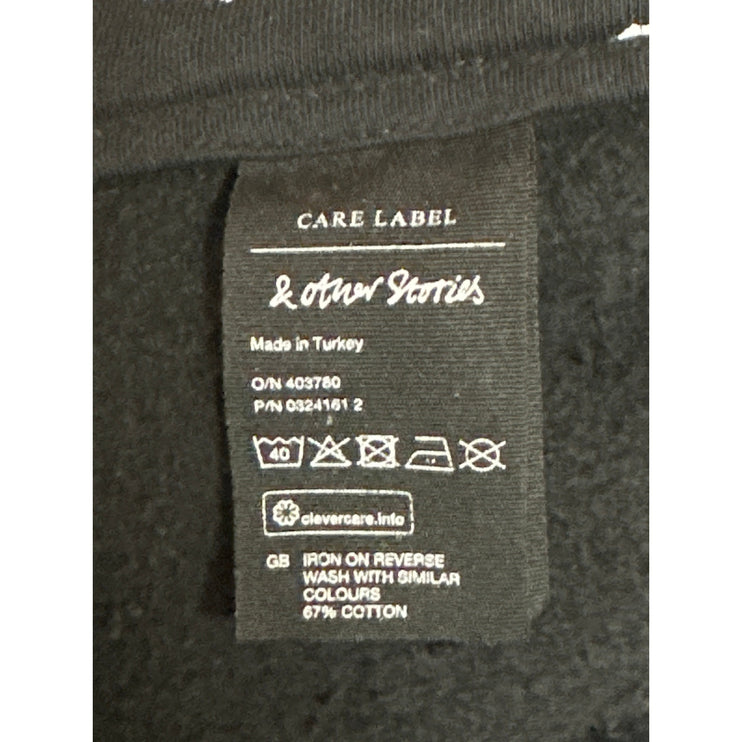 CARE LABEL
& other Stories
Made in Turkey
O/N 403780
P/N 0324161 2
40
clevercare.info
GB IRON ON REVERSE
WASH WITH SIMILAR
COLOURS
67% COTTON